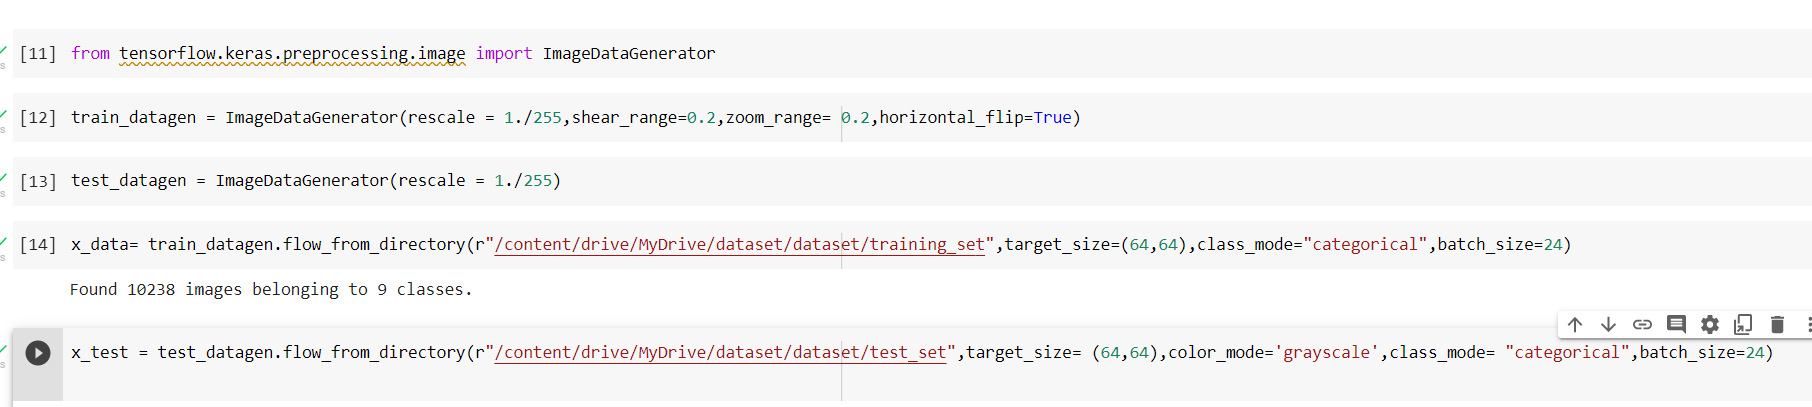 [11] from tensorflow.keras.preprocessing.image import ImageDataGenerator
[12] train_datagen = ImageDataGenerator(rescale = 1./255,shear_range=0.2,zoom_range= 0.2,horizontal_flip=True)
[13] test_datagen = ImageDataGenerator(rescale = 1./255)
[14] x_data= train_datagen.flow_from_directory(r"/content/drive/MyDrive/dataset/dataset/training_set",target_size=(64,64),class_mode="categorical",batch_size=24)
Found 10238 images belonging to 9 classes.
x_test = test_datagen.flow_from_directory(r"/content/drive/MyDrive/dataset/dataset/test_set",target_size= (64,64),color_mode='grayscale',class_mode= "categorical",batch_size=24)